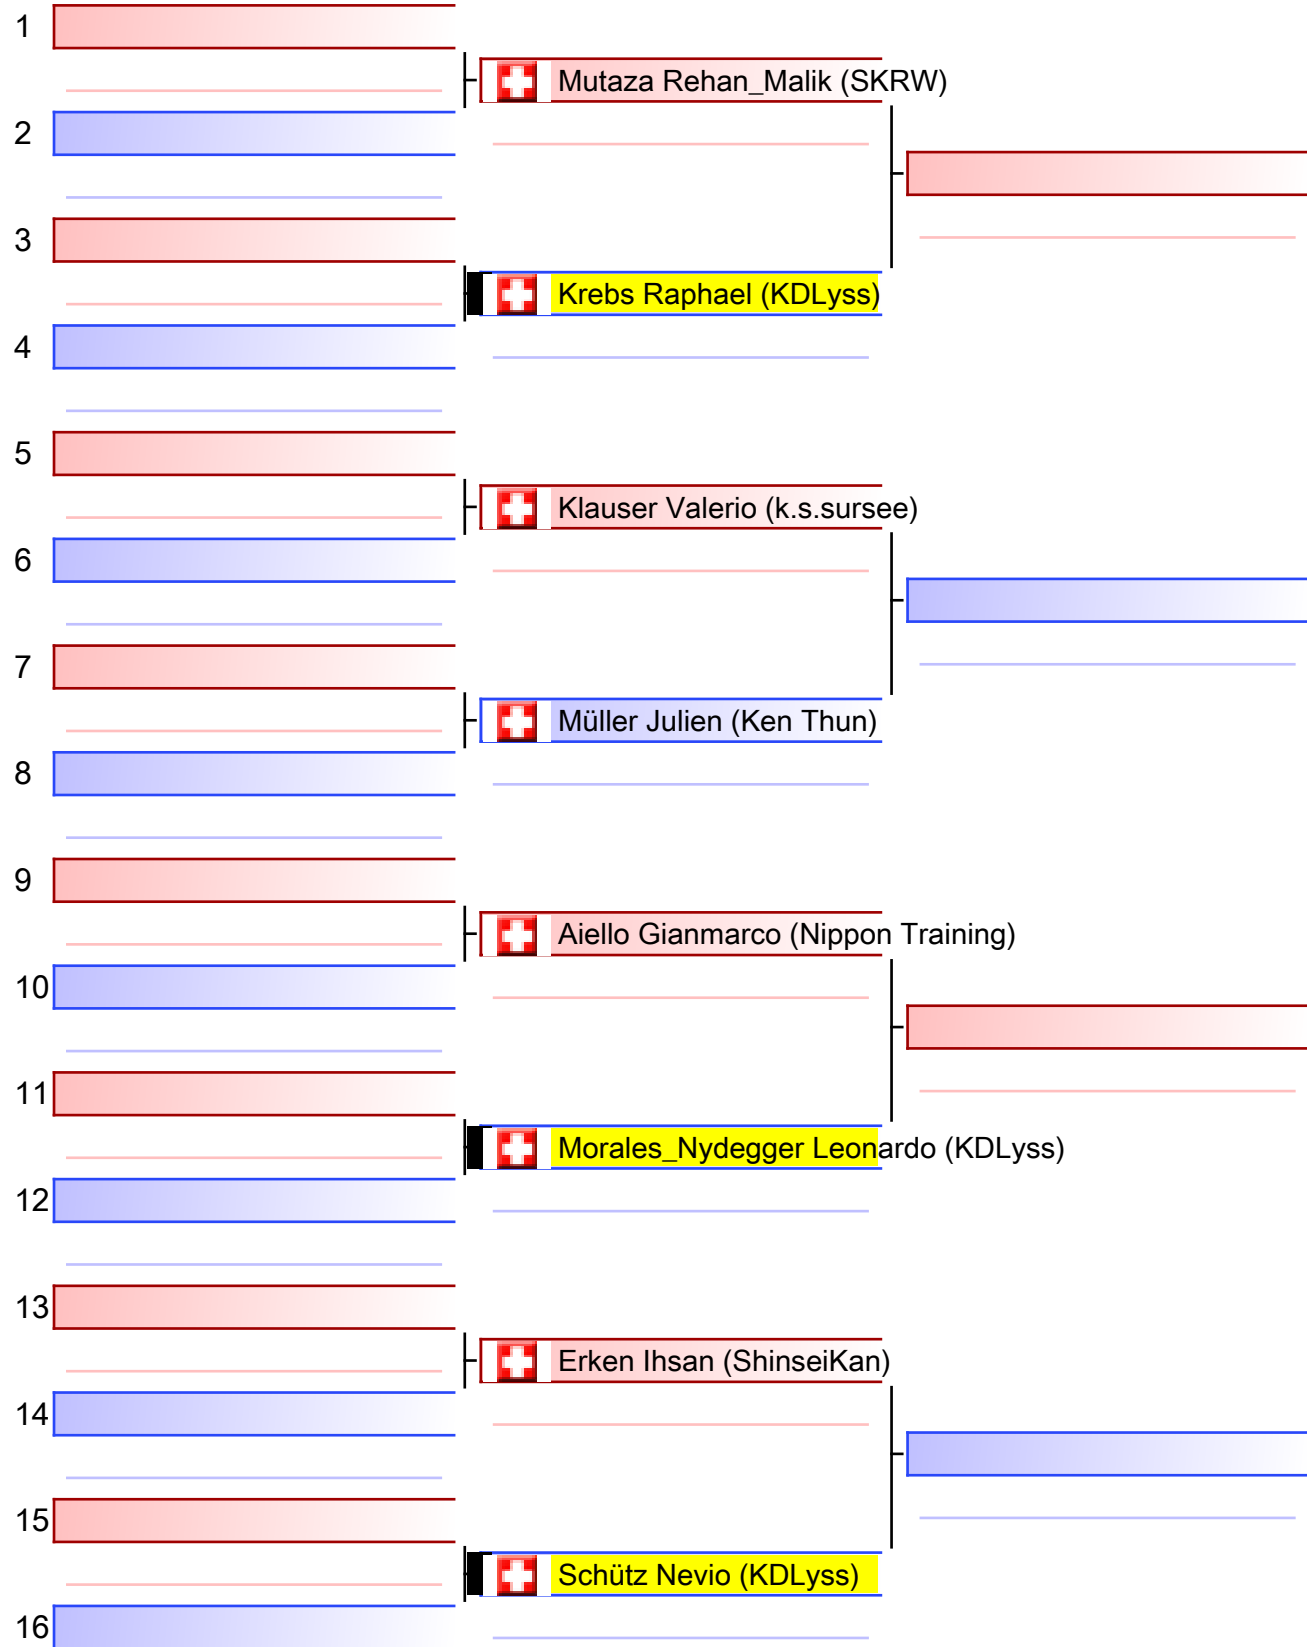 1
Mutaza Rehan_Malik (SKRW)
2
3
Krebs Raphael (KDLyss)
4
5
Klauser Valerio (k.s.sursee)
6
7
Müller Julien (Ken Thun)
8
9
Aiello Gianmarco (Nippon Training)
10
11
Morales_Nydegger Leonardo (KDLyss)
12
13
Erken Ihsan (ShinseiKan)
14
15
Schütz Nevio (KDLyss)
16